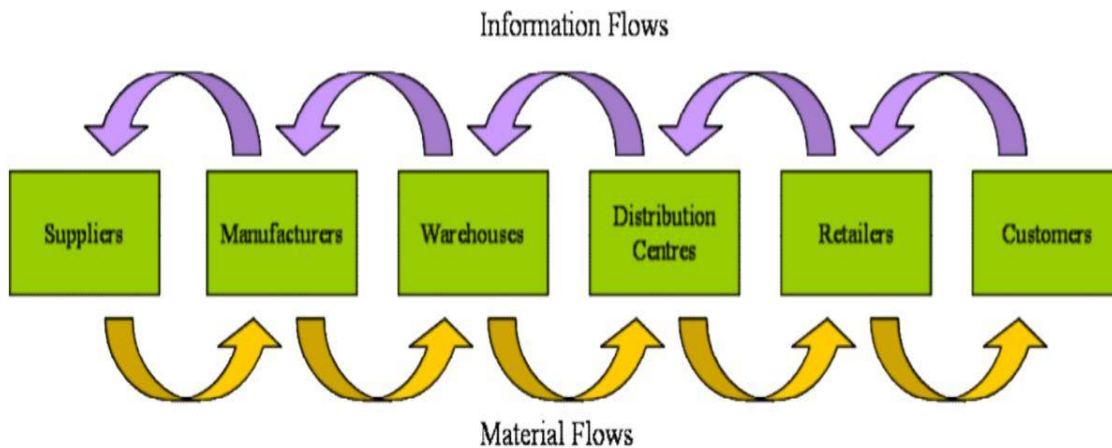 Information Flows
Suppliers
Manufacturers
Warehouses
Distribution
Centres
Retailers
Customers
Material Flows